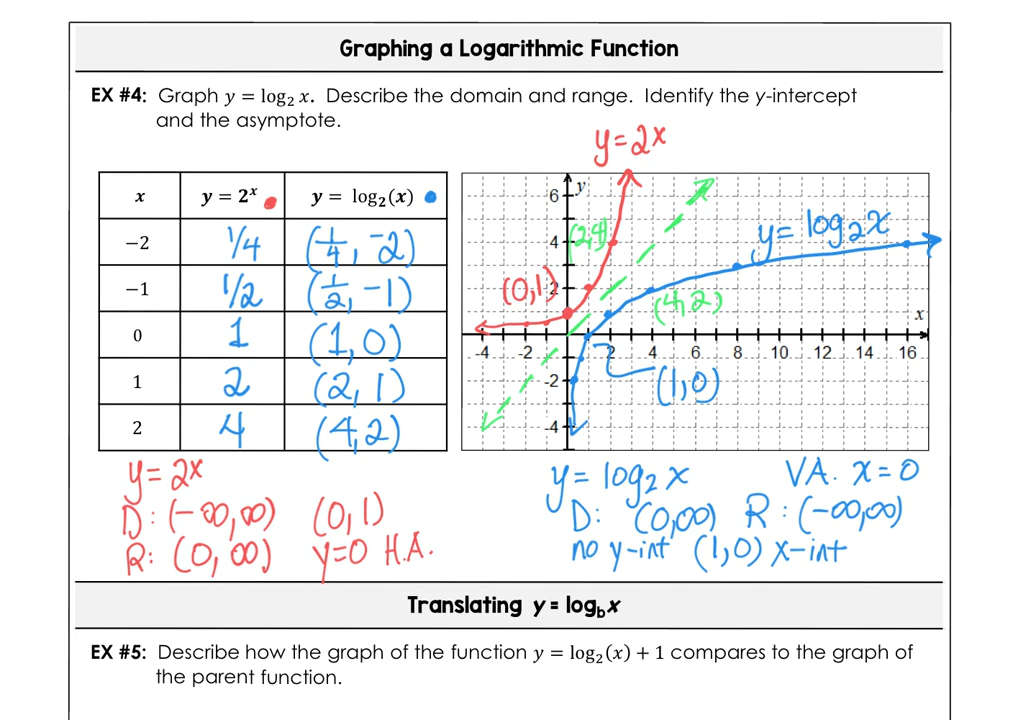 Graphing a Logarithmic Function
EX #4: Graph y = log₂ x. Describe the domain and range. Identify the y-intercept
and the asymptote.
y=2x
x y = 2ˣ y = log₂(x)
−2 1/4 (1/4, -2)
−1 1/2 (1/2, -1)
0 1 (1,0)
1 2 (2, 1)
2 4 (4,2)
y
6
4
2
-2
-4
x
-4 -2 2 4 6 8 10 12 14 16
(2,4)
(0,1)
y= log₂x
(4,2)
(1,0)
y= 2x
D: (-∞,∞) (0,1)
R: (0, ∞) y=0 H.A.
y= log₂x V.A. x=0
D: (0,∞) R: (-∞,∞)
no y-int (1,0) x-int
Translating y = log_b x
EX #5: Describe how the graph of the function y = log₂(x) + 1 compares to the graph of
the parent function.